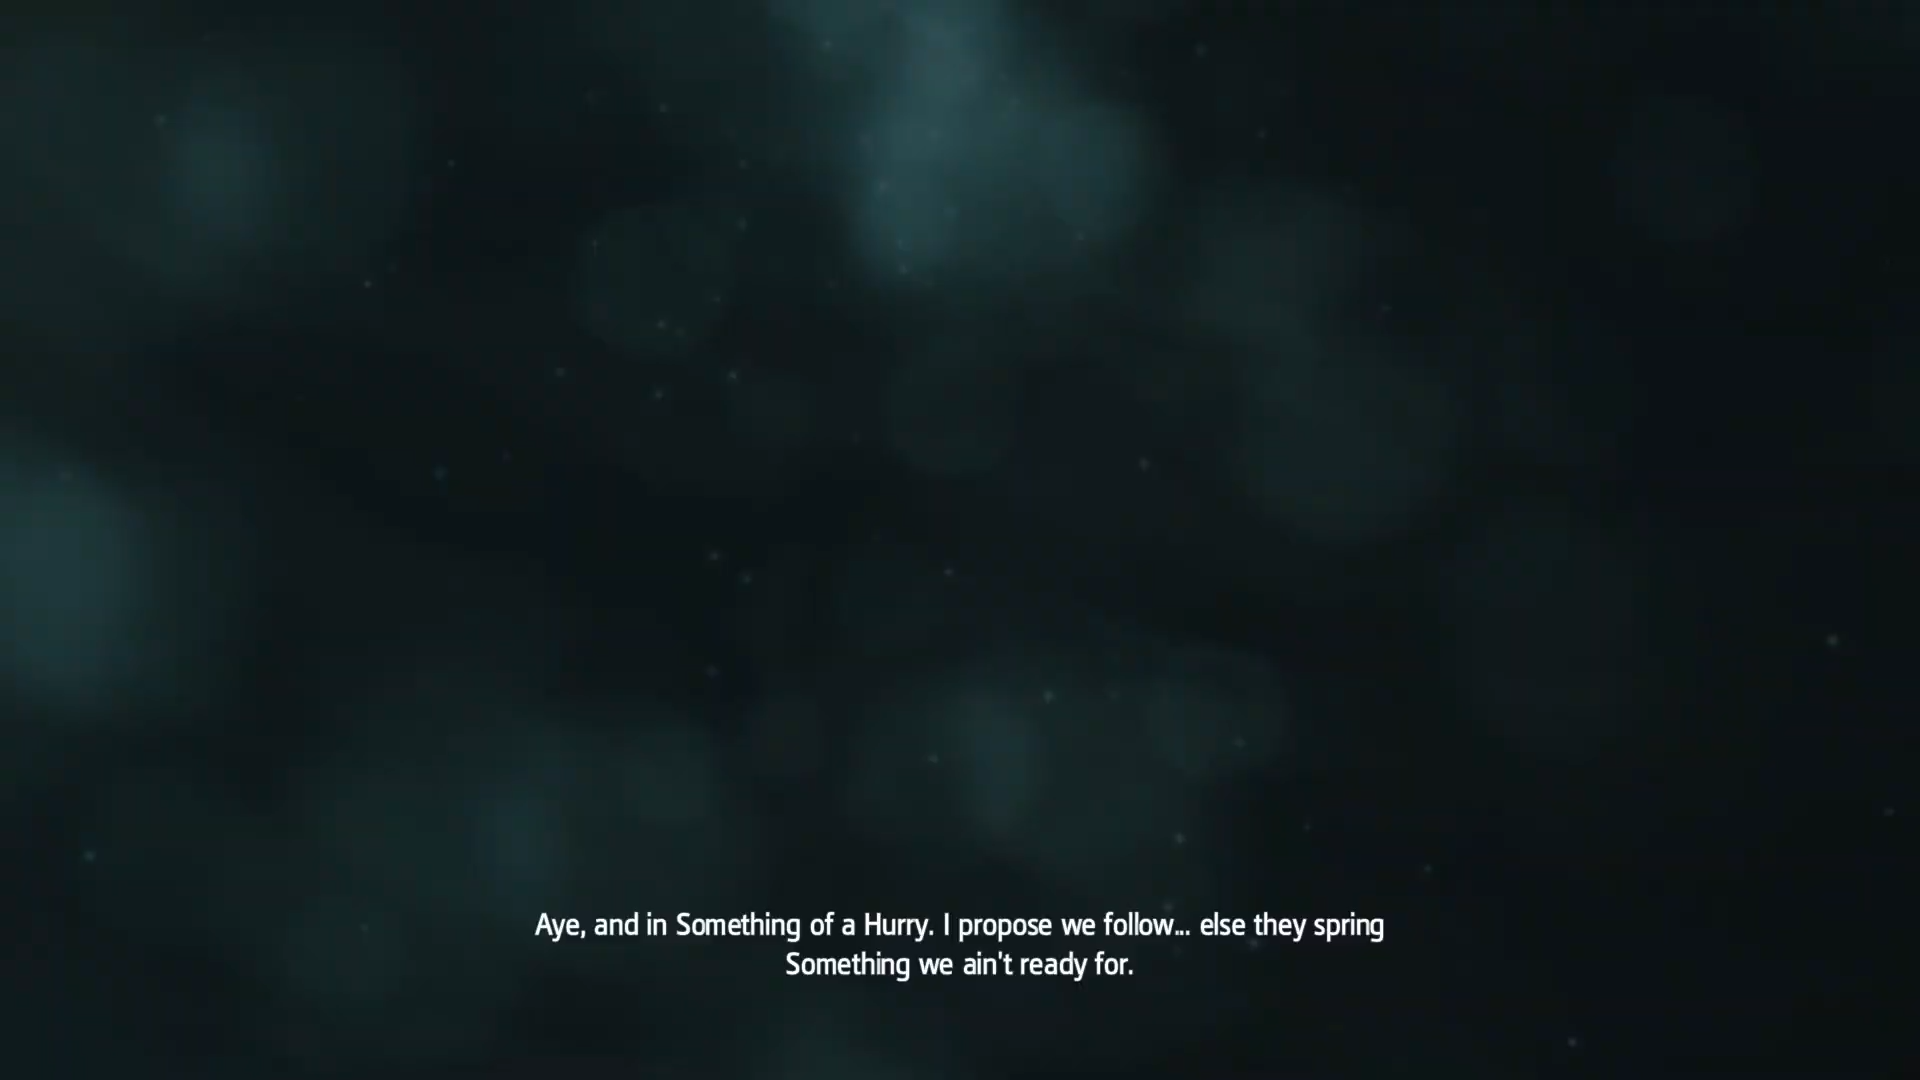 Aye, and in Something of a Hurry. I propose we follow... else they spring
Something we ain't ready for.